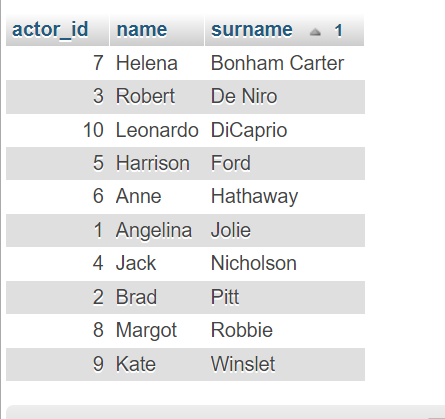 actor_id name surname 1
7 Helena Bonham Carter
3 Robert De Niro
10 Leonardo DiCaprio
5 Harrison Ford
6 Anne Hathaway
1 Angelina Jolie
4 Jack Nicholson
2 Brad Pitt
8 Margot Robbie
9 Kate Winslet